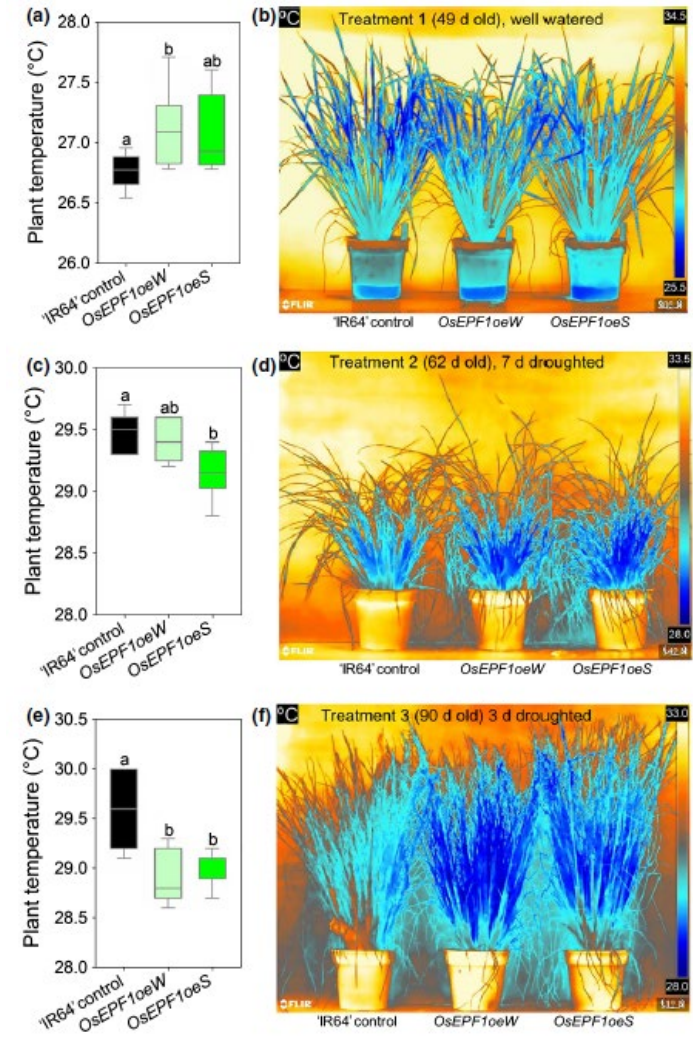 (a)
28.0
27.5
27.0
26.5
26.0
Plant temperature (°C)
a
b
ab
'IR64' control
OsEPF1oeW
OsEPF1oeS
(b)
ºC
Treatment 1 (49 d old), well watered
34.5
25.5
FLIR
'IR64' control
OsEPF1oeW
OsEPF1oeS
(c)
30.0
29.5
29.0
28.5
28.0
Plant temperature (°C)
a
ab
b
'IR64' control
OsEPF1oeW
OsEPF1oeS
(d)
ºC
Treatment 2 (62 d old), 7 d droughted
33.5
28.0
FLIR
'IR64' control
OsEPF1oeW
OsEPF1oeS
(e)
30.5
30.0
29.5
29.0
28.5
28.0
Plant temperature (°C)
a
b
b
'IR64' control
OsEPF1oeW
OsEPF1oeS
(f)
ºC
Treatment 3 (90 d old) 3 d droughted
33.0
28.0
FLIR
'IR64' control
OsEPF1oeW
OsEPF1oeS